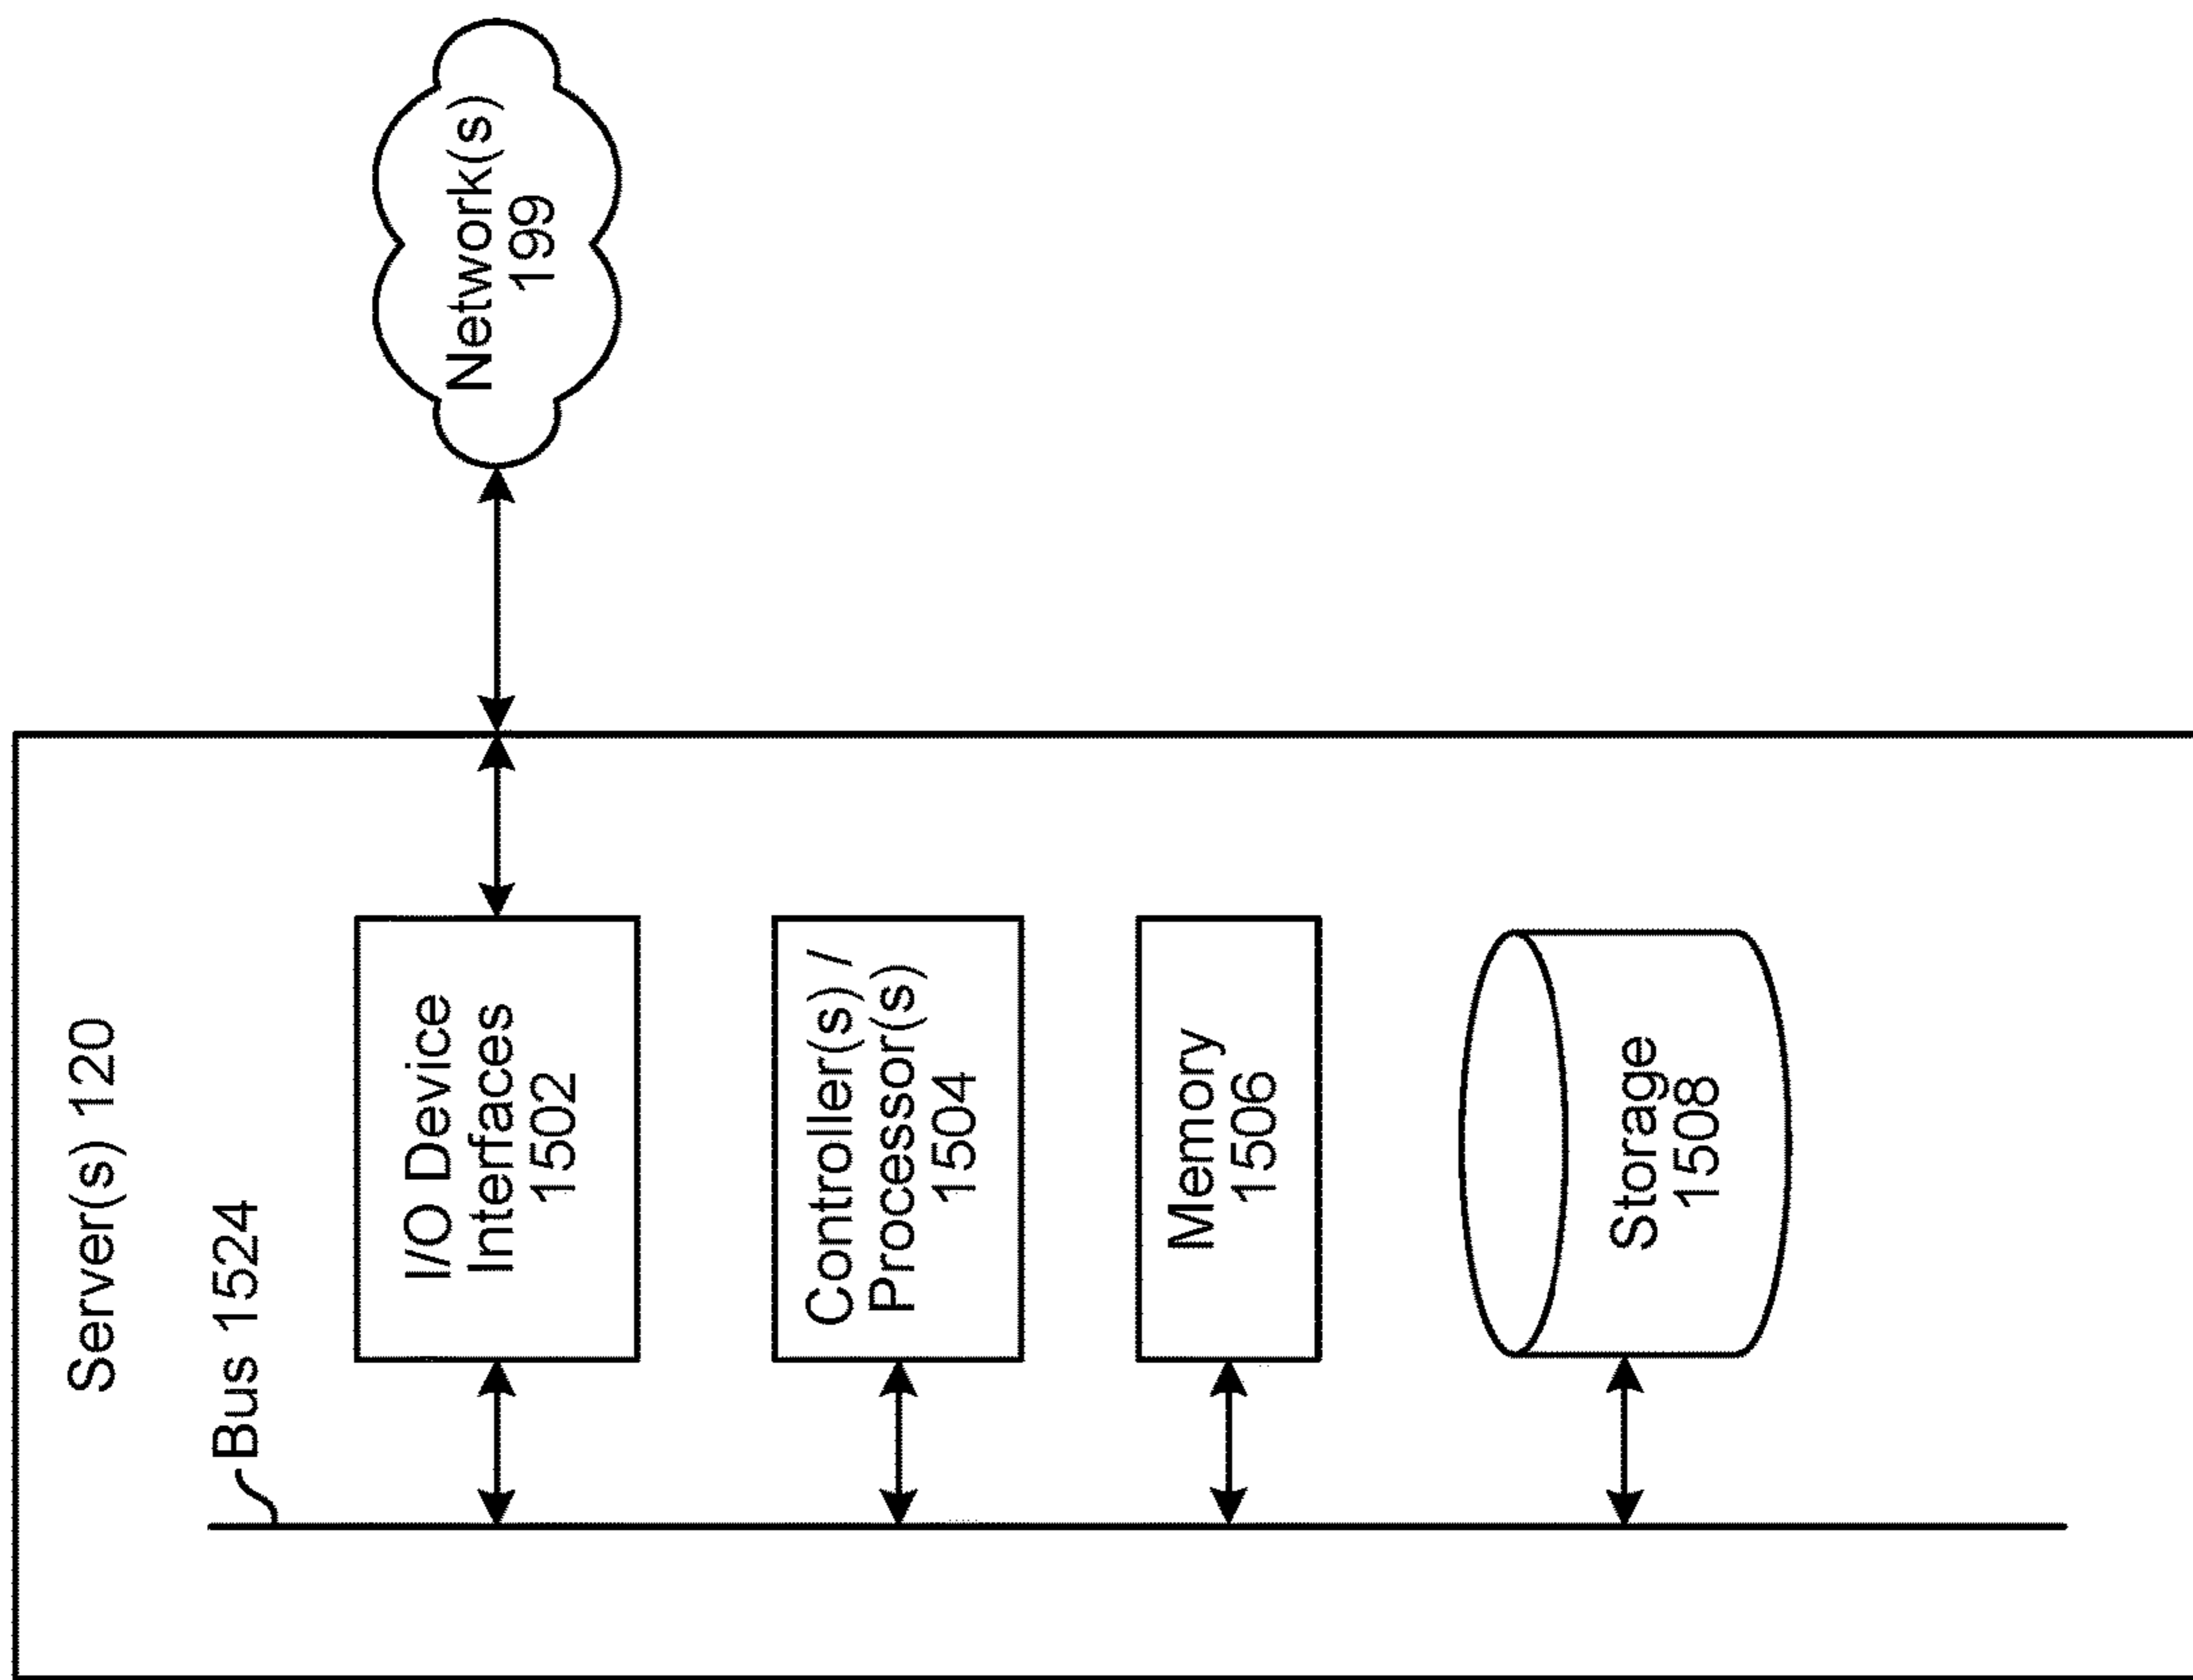 Server(s) 120
Bus 1524
I/O Device
Interfaces
1502
Network(s)
199
Controller(s) /
Processor(s)
1504
Memory
1506
Storage
1508